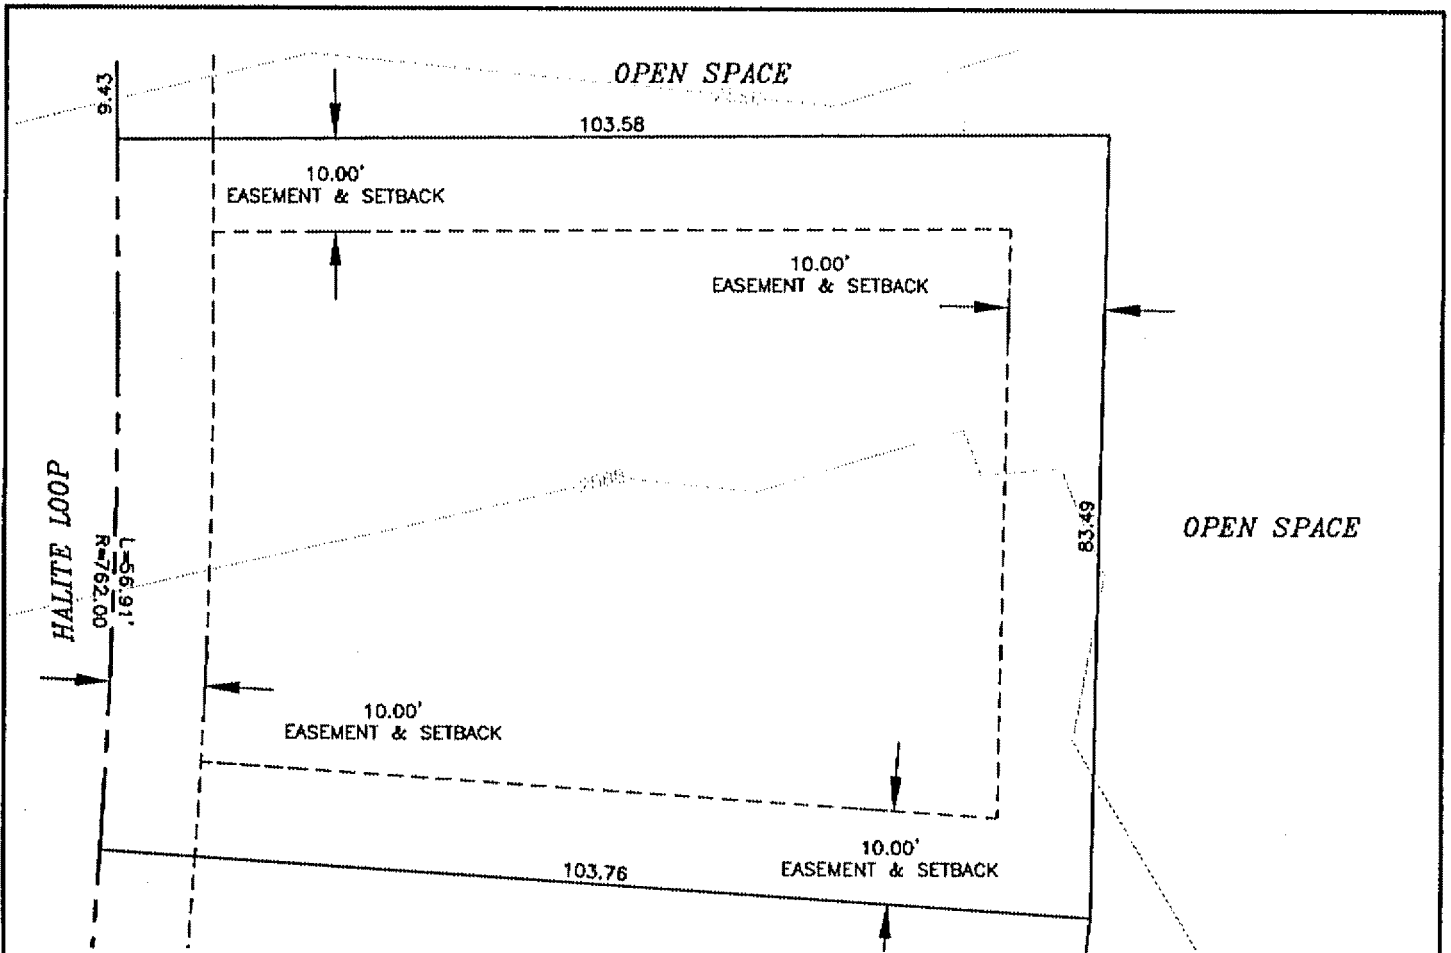 OPEN SPACE
9.43
103.58
10.00'
EASEMENT & SETBACK
10.00'
EASEMENT & SETBACK
HALITE LOOP
L=56.91'
R=762.00
83.49
OPEN SPACE
10.00'
EASEMENT & SETBACK
10.00'
EASEMENT & SETBACK
103.76